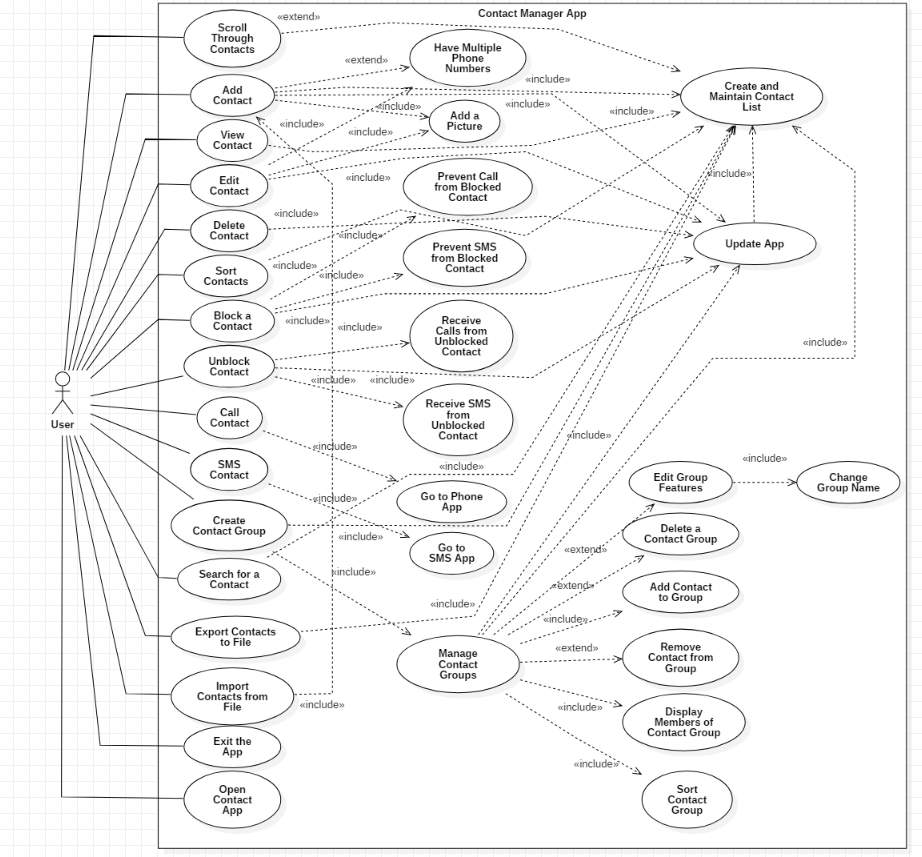 Contact Manager App
Scroll
Through
Contacts
«extend»
Have Multiple
Phone
Numbers
«extend»
Add
Contact
«include»
Create and
Maintain Contact
List
«include»
«include»
«include»
Add a
Picture
«include»
«include»
View
Contact
Edit
Contact
«include»
Prevent Call
from Blocked
Contact
«include»
Delete
Contact
«include»
«include»
Prevent SMS
from Blocked
Contact
Update App
Sort
Contacts
«include»
«include»
Block a
Contact
«include»
«include»
Receive
Calls from
Unblocked
Contact
«include»
Unblock
Contact
«include»
«include»
Receive SMS
from
Unblocked
Contact
User
Call
Contact
«include»
«include»
SMS
Contact
«include»
Edit Group
Features
«include»
Change
Group Name
Go to Phone
App
«include»
Create
Contact Group
«include»
Delete a
Contact Group
«extend»
Go to
SMS App
Search for a
Contact
«include»
«extend»
Add Contact
to Group
«include»
«include»
Export Contacts
to File
Manage
Contact
Groups
«extend»
Remove
Contact from
Group
Import
Contacts from
File
«include»
«include»
Display
Members of
Contact Group
Exit the
App
«include»
Open
Contact
App
Sort
Contact
Group